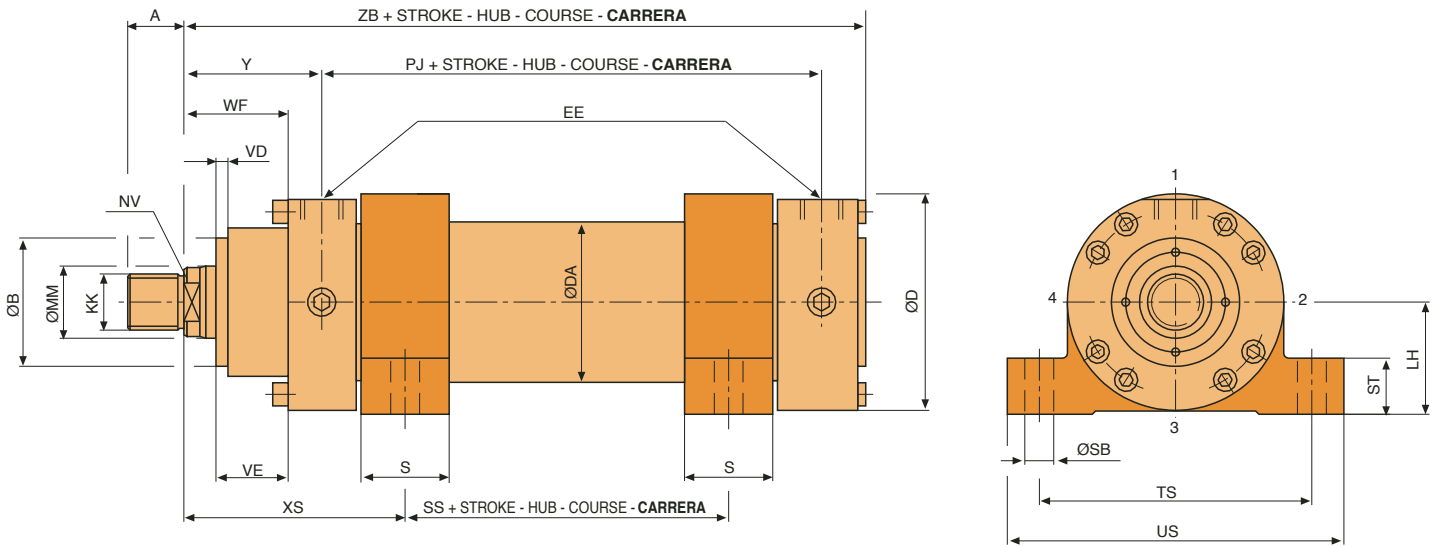 A
ZB + STROKE - HUB - COURSE - CARRERA
Y
PJ + STROKE - HUB - COURSE - CARRERA
WF
EE
VD
NV
1
ØB
ØMM
KK
ØDA
ØD
4
2
ST
LH
3
VE
S
S
ØSB
XS
SS + STROKE - HUB - COURSE - CARRERA
TS
US